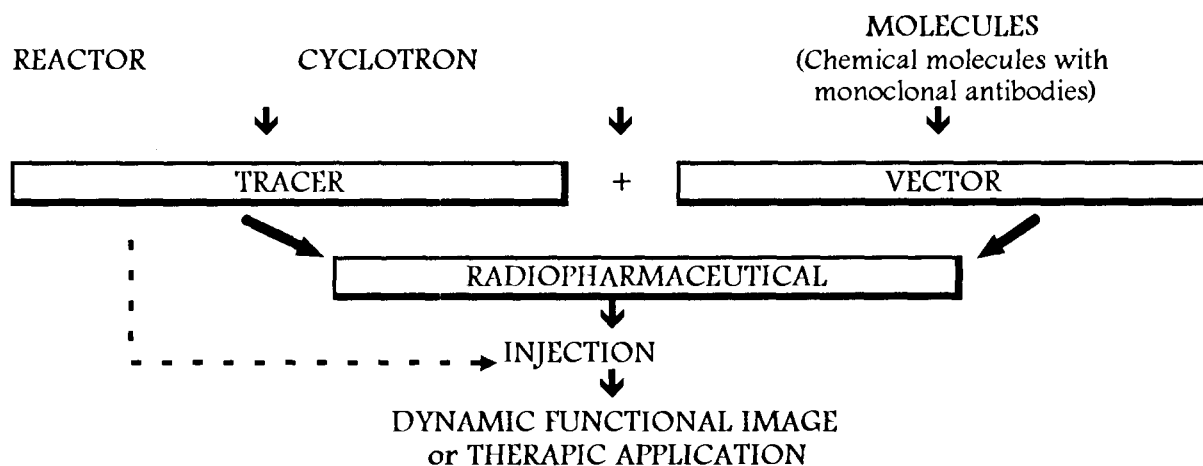 REACTOR
CYCLOTRON
MOLECULES
(Chemical molecules with
monoclonal antibodies)
TRACER
+
VECTOR
RADIOPHARMACEUTICAL
INJECTION
DYNAMIC FUNCTIONAL IMAGE
or THERAPIC APPLICATION